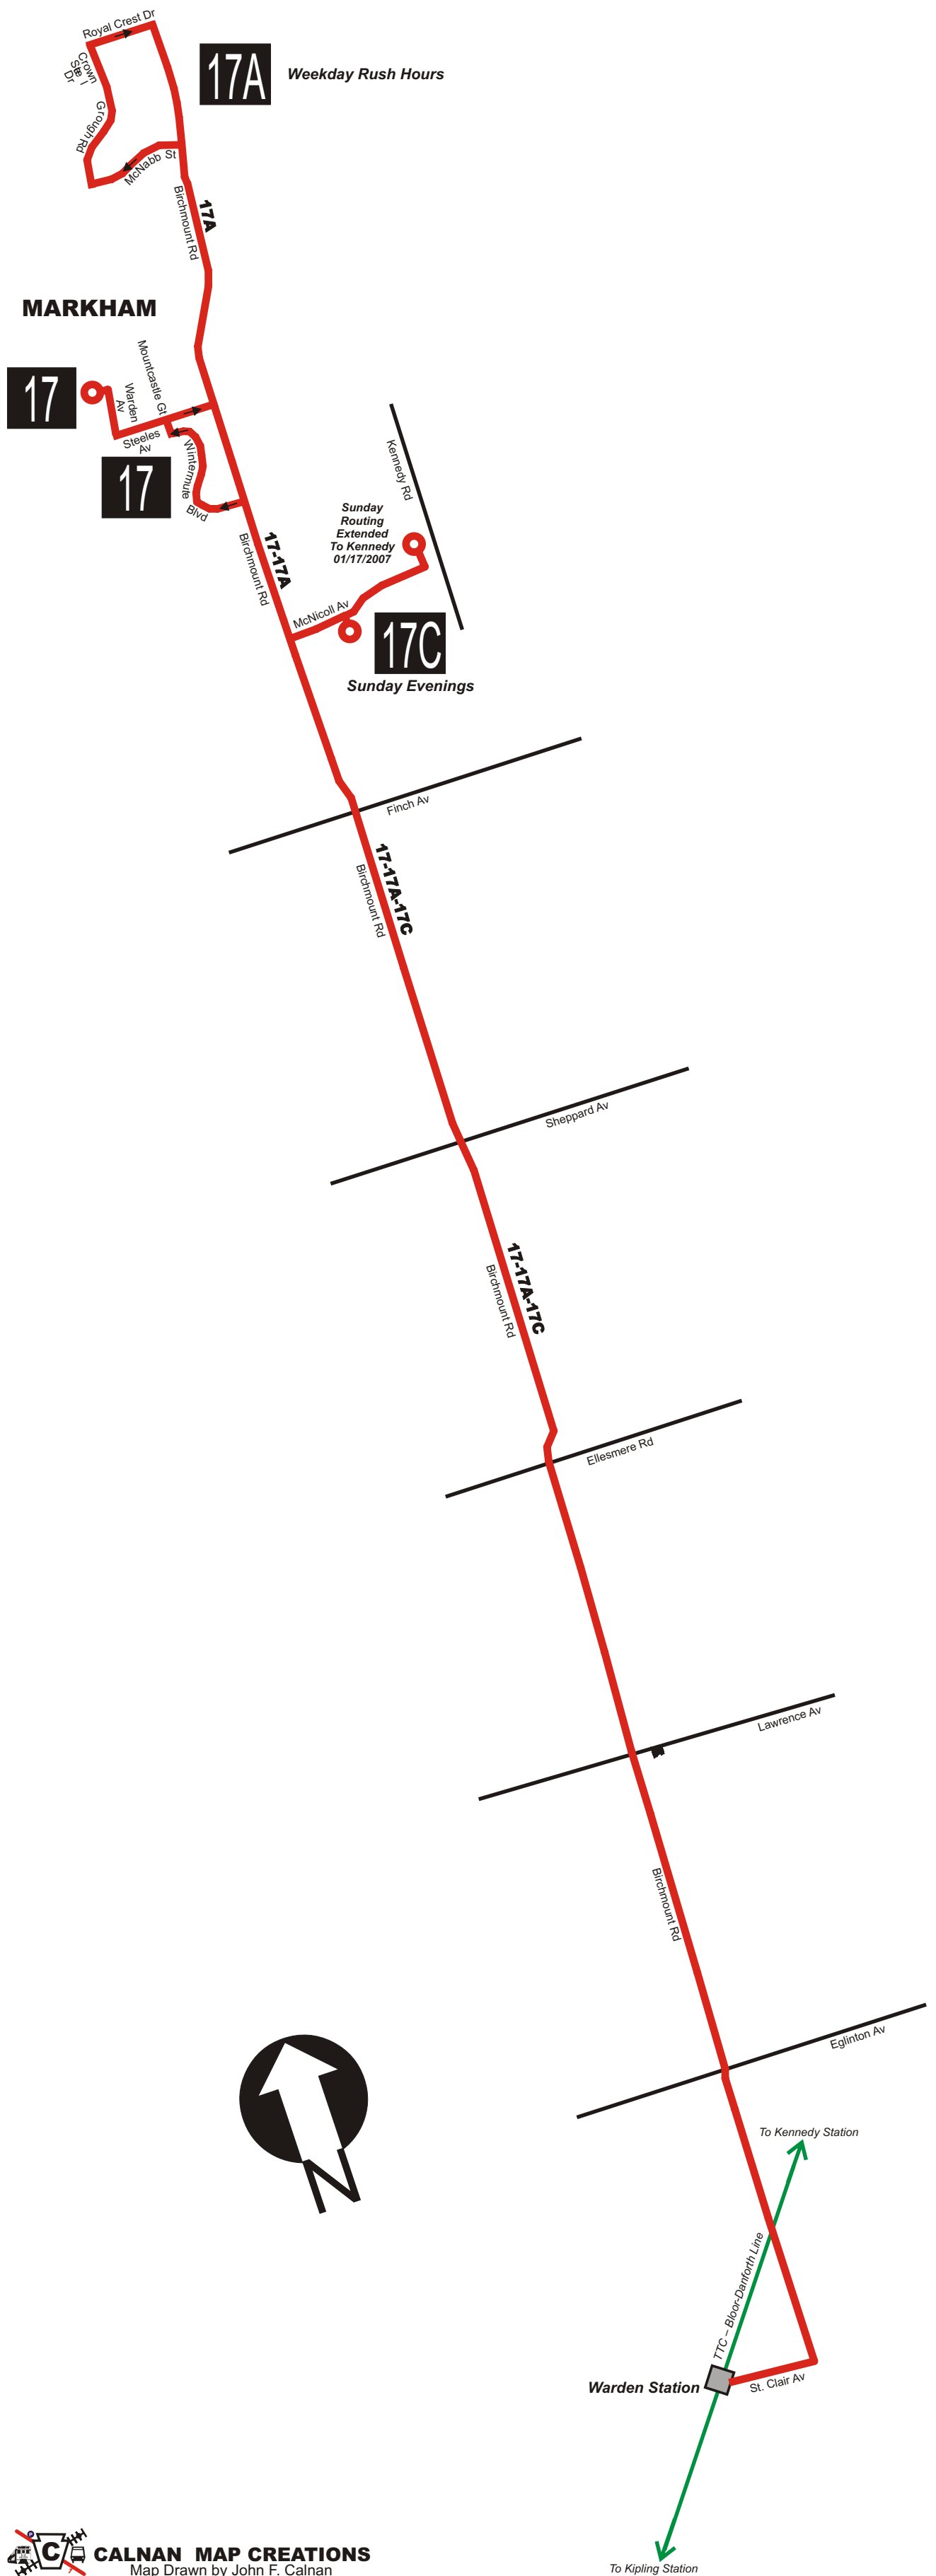 Royal Crest Dr
17A
Weekday Rush Hours
Crown
Ste l
Dr
Grough Rd
McNabb St
Birchmount Rd
17A
MARKHAM
17
Warden
Av
Mountcastle Gt
Steeles
Av
17
Wintermute
Blvd
Birchmount Rd
17-17A
Kennedy Rd
Sunday
Routing
Extended
To Kennedy
01/17/2007
McNicoll Av
17C
Sunday Evenings
Finch Av
17-17A-17C
Birchmount Rd
Sheppard Av
17-17A-17C
Birchmount Rd
Ellesmere Rd
Lawrence Av
Birchmount Rd
Eglinton Av
N
To Kennedy Station
TTC – Bloor-Danforth Line
Warden Station
St. Clair Av
C
CALNAN MAP CREATIONS
Map Drawn by John F. Calnan
To Kipling Station